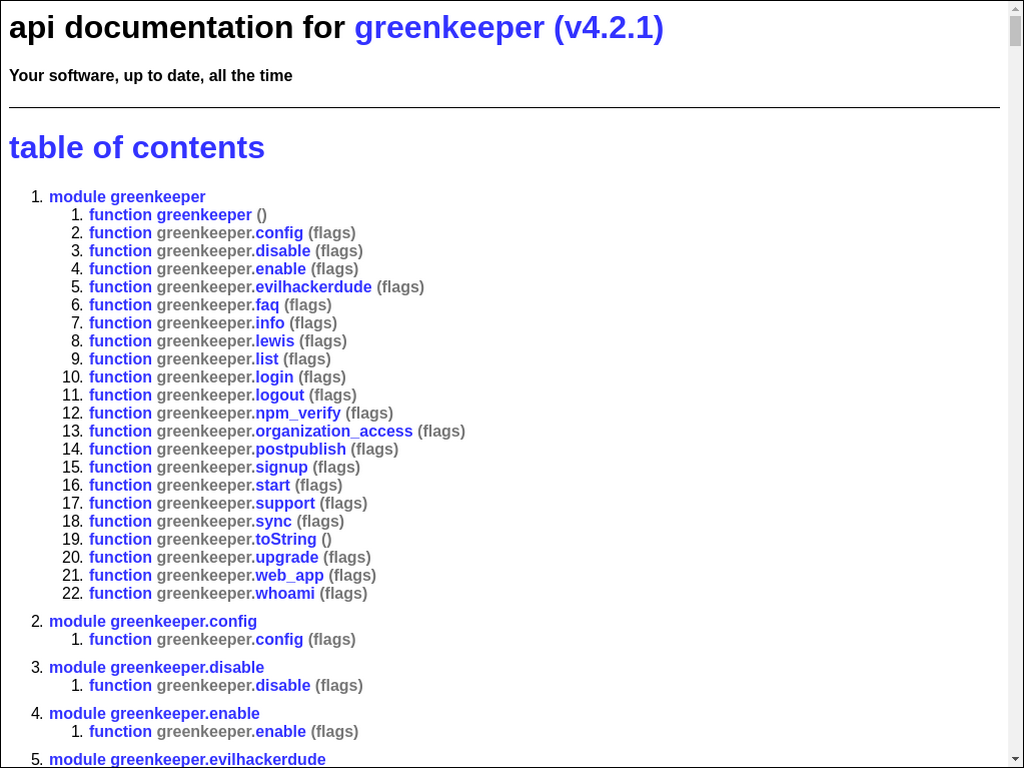 api documentation for greenkeeper (v4.2.1)
Your software, up to date, all the time
table of contents
1. module greenkeeper
1. function greenkeeper ()
2. function greenkeeper.config (flags)
3. function greenkeeper.disable (flags)
4. function greenkeeper.enable (flags)
5. function greenkeeper.evilhackerdude (flags)
6. function greenkeeper.faq (flags)
7. function greenkeeper.info (flags)
8. function greenkeeper.lewis (flags)
9. function greenkeeper.list (flags)
10. function greenkeeper.login (flags)
11. function greenkeeper.logout (flags)
12. function greenkeeper.npm_verify (flags)
13. function greenkeeper.organization_access (flags)
14. function greenkeeper.postpublish (flags)
15. function greenkeeper.signup (flags)
16. function greenkeeper.start (flags)
17. function greenkeeper.support (flags)
18. function greenkeeper.sync (flags)
19. function greenkeeper.toString ()
20. function greenkeeper.upgrade (flags)
21. function greenkeeper.web_app (flags)
22. function greenkeeper.whoami (flags)
2. module greenkeeper.config
1. function greenkeeper.config (flags)
3. module greenkeeper.disable
1. function greenkeeper.disable (flags)
4. module greenkeeper.enable
1. function greenkeeper.enable (flags)
5. module greenkeeper.evilhackerdude